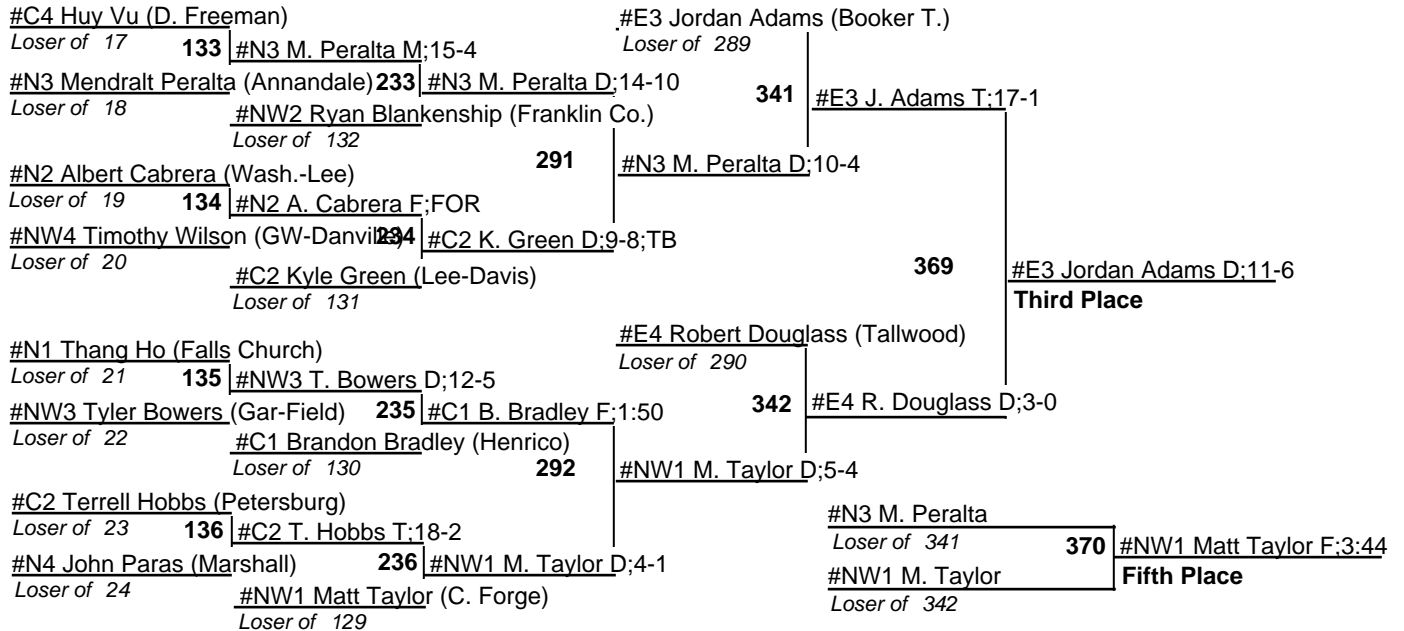 #C4 Huy Vu (D. Freeman)
Loser of 17
133
#N3 M. Peralta M;15-4
#N3 Mendralt Peralta (Annandale)
Loser of 18
233
#N3 M. Peralta D;14-10
#NW2 Ryan Blankenship (Franklin Co.)
Loser of 132
291
#N3 M. Peralta D;10-4
#N2 Albert Cabrera (Wash.-Lee)
Loser of 19
134
#N2 A. Cabrera F;FOR
#NW4 Timothy Wilson (GW-Danville)
Loser of 20
234
#C2 K. Green D;9-8;TB
#C2 Kyle Green (Lee-Davis)
Loser of 131
#E3 Jordan Adams (Booker T.)
Loser of 289
341
#E3 J. Adams T;17-1
369
#E3 Jordan Adams D;11-6
Third Place
#N1 Thang Ho (Falls Church)
Loser of 21
135
#NW3 T. Bowers D;12-5
#NW3 Tyler Bowers (Gar-Field)
Loser of 22
235
#C1 B. Bradley F;1:50
#C1 Brandon Bradley (Henrico)
Loser of 130
292
#NW1 M. Taylor D;5-4
#C2 Terrell Hobbs (Petersburg)
Loser of 23
136
#C2 T. Hobbs T;18-2
#N4 John Paras (Marshall)
Loser of 24
236
#NW1 M. Taylor D;4-1
#NW1 Matt Taylor (C. Forge)
Loser of 129
#E4 Robert Douglass (Tallwood)
Loser of 290
342
#E4 R. Douglass D;3-0
#N3 M. Peralta
Loser of 341
370
#NW1 Matt Taylor F;3:44
Fifth Place
#NW1 M. Taylor
Loser of 342